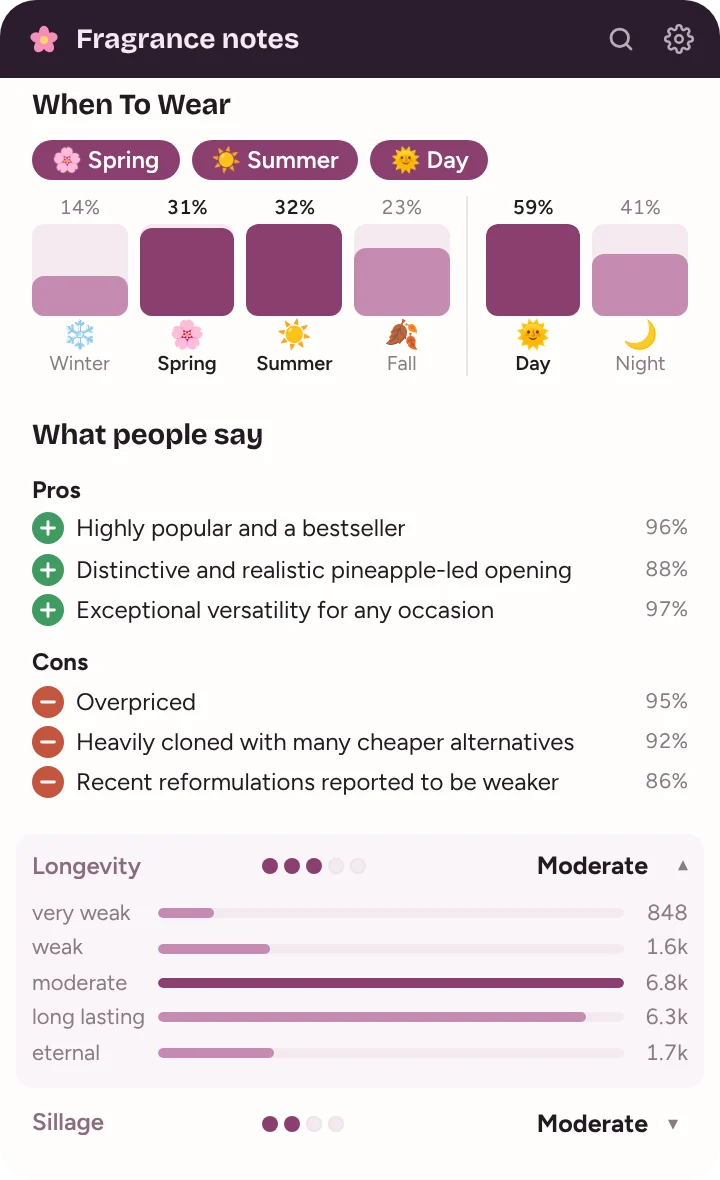 Fragrance notes
When To Wear
Spring Summer Day
14% 31% 32% 23% 59% 41%
Winter Spring Summer Fall Day Night
What people say
Pros
Highly popular and a bestseller 96%
Distinctive and realistic pineapple-led opening 88%
Exceptional versatility for any occasion 97%
Cons
Overpriced 95%
Heavily cloned with many cheaper alternatives 92%
Recent reformulations reported to be weaker 86%
Longevity Moderate
very weak 848
weak 1.6k
moderate 6.8k
long lasting 6.3k
eternal 1.7k
Sillage Moderate